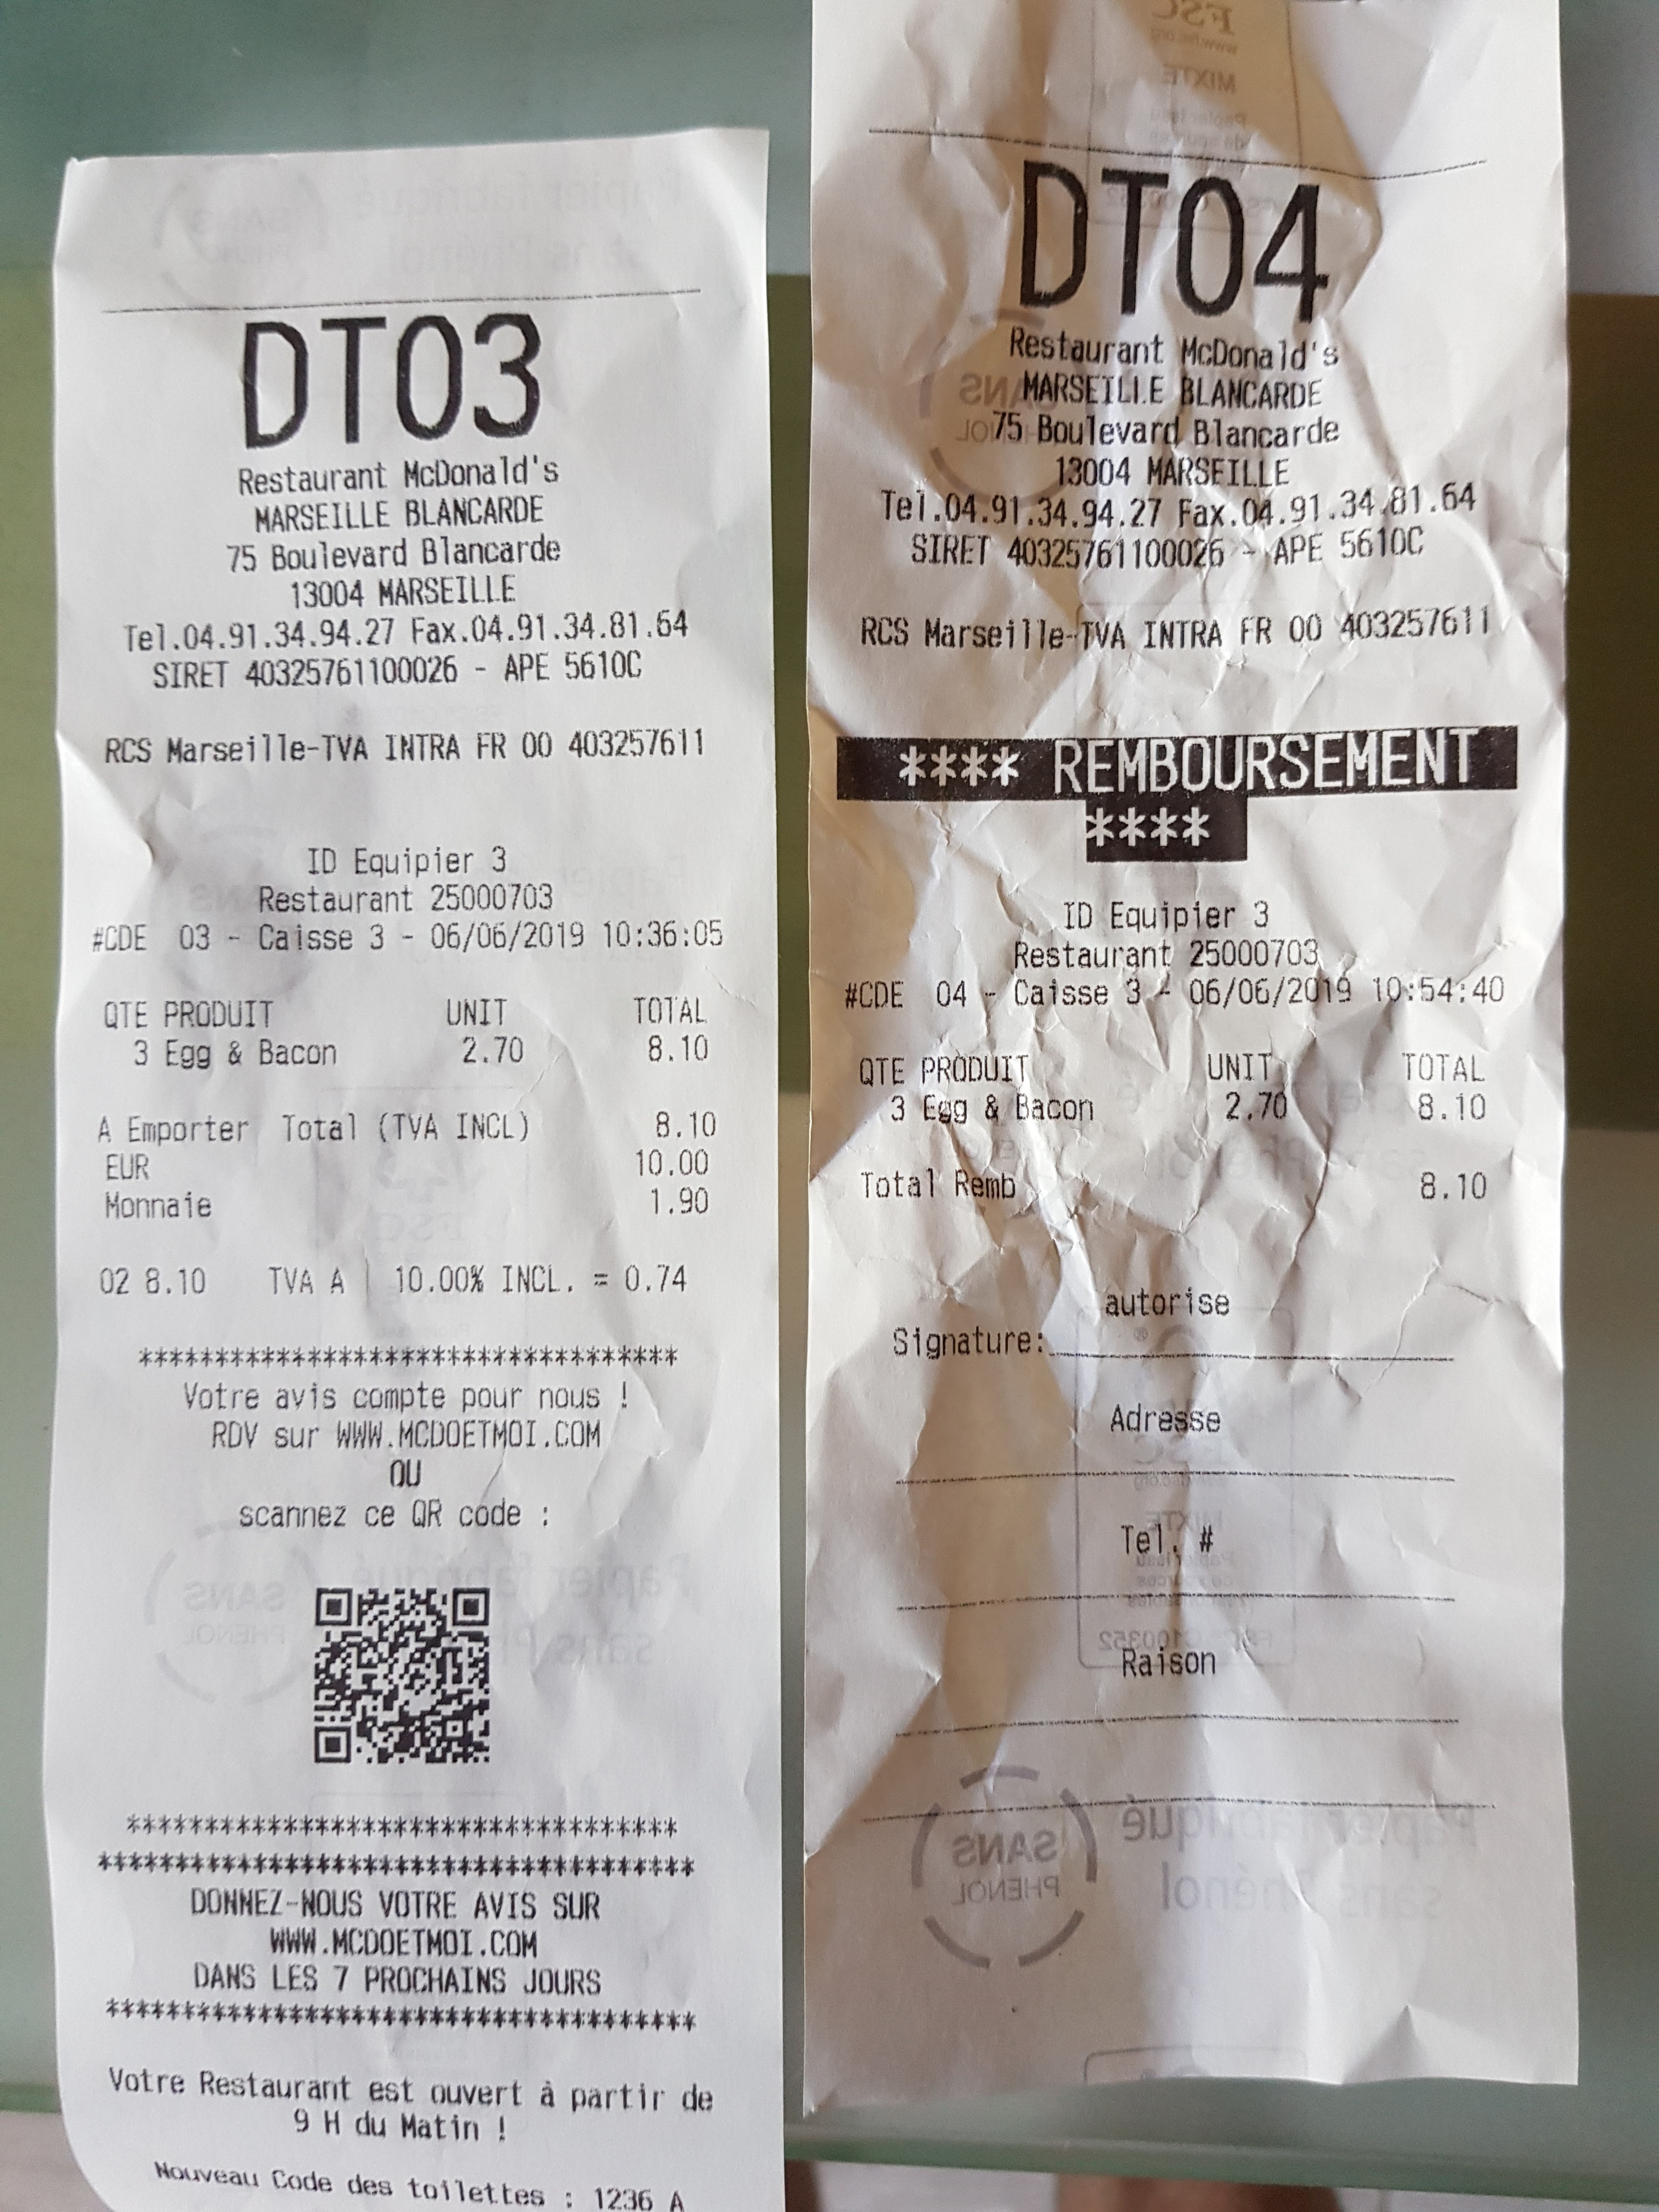 DT03
Restaurant McDonald's
MARSEILLE BLANCARDE
75 Boulevard Blancarde
13004 MARSEILLE
Tel.04.91.34.94.27 Fax.04.91.34.81.64
SIRET 40325761100026 - APE 5610C
RCS Marseille-TVA INTRA FR 00 403257611
ID Equipier 3
Restaurant 25000703
#CDE 03 - Caisse 3 - 06/06/2019 10:36:05
QTE PRODUIT UNIT TOTAL
3 Egg & Bacon 2.70 8.10
A Emporter Total (TVA INCL) 8.10
EUR 10.00
Monnaie 1.90
02 8.10 TVA A | 10.00% INCL. = 0.74
***********************************
Votre avis compte pour nous !
RDV sur WWW.MCDOETMOI.COM
OU
scannez ce QR code :
***********************************
***************************************
DONNEZ-NOUS VOTRE AVIS SUR
WWW.MCDOETMOI.COM
DANS LES 7 PROCHAINS JOURS
***************************************
Votre Restaurant est ouvert à partir de
9 H du Matin !
Nouveau Code des toilettes : 1236 A
DT04
Restaurant McDonald's
MARSEILLE BLANCARDE
75 Boulevard Blancarde
13004 MARSEILLE
Tel.04.91.34.94.27 Fax.04.91.34.81.64
SIRET 40325761100026 - APE 5610C
RCS Marseille-TVA INTRA FR 00 403257611
**** REMBOURSEMENT
****
ID Equipier 3
Restaurant 25000703
#CDE 04 - Caisse 3 - 06/06/2019 10:54:40
QTE PRODUIT UNIT TOTAL
3 Egg & Bacon 2.70 8.10
Total Remb 8.10
autorise
Signature:
Adresse
Tel. #
Raison
SANS
PHENOL